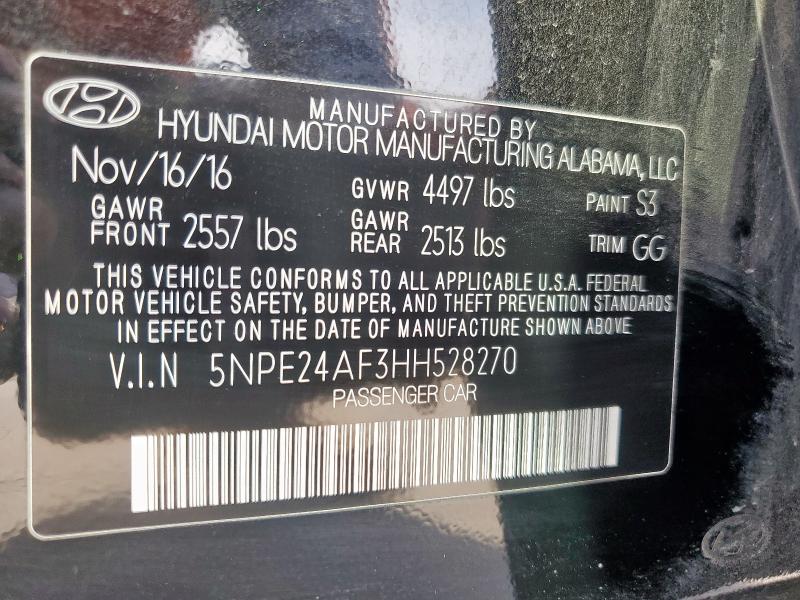 MANUFACTURED BY
HYUNDAI MOTOR MANUFACTURING ALABAMA, LLC
Nov/16/16 GVWR 4497 lbs PAINT S3
GAWR FRONT 2557 lbs GAWR REAR 2513 lbs TRIM GG
THIS VEHICLE CONFORMS TO ALL APPLICABLE U.S.A. FEDERAL
MOTOR VEHICLE SAFETY, BUMPER, AND THEFT PREVENTION STANDARDS
IN EFFECT ON THE DATE OF MANUFACTURE SHOWN ABOVE
V.I.N 5NPE24AF3HH528270
PASSENGER CAR